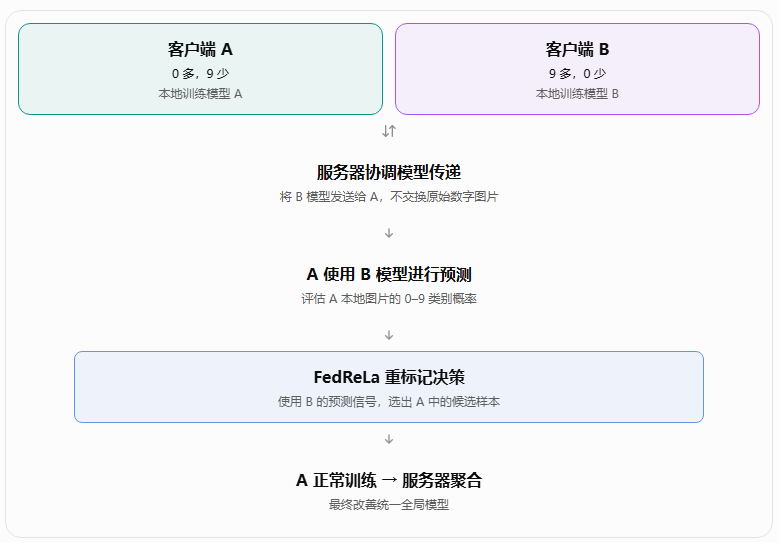 客户端 A
0 多，9 少
本地训练模型 A
客户端 B
9 多，0 少
本地训练模型 B
服务器协调模型传递
将 B 模型发送给 A，不交换原始数字图片
A 使用 B 模型进行预测
评估 A 本地图片的 0–9 类别概率
FedReLa 重标记决策
使用 B 的预测信号，选出 A 中的候选样本
A 正常训练 → 服务器聚合
最终改善统一全局模型